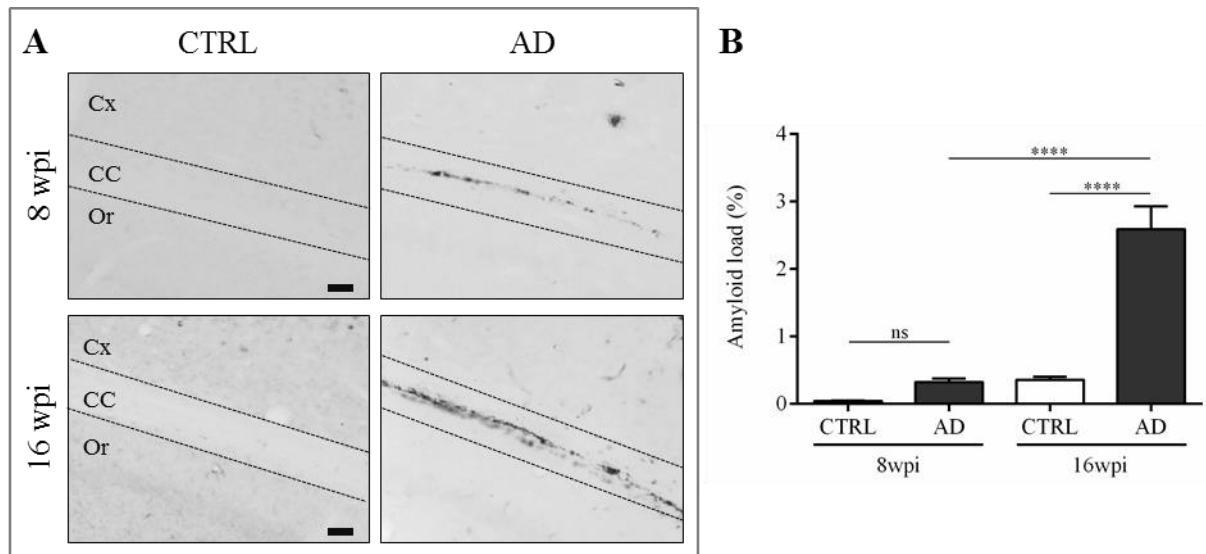 A
CTRL
AD
8 wpi
Cx
CC
Or
16 wpi
Cx
CC
Or
B
Amyloid load (%)
4
3
2
1
0
ns
****
****
CTRL
AD
CTRL
AD
8wpi
16wpi